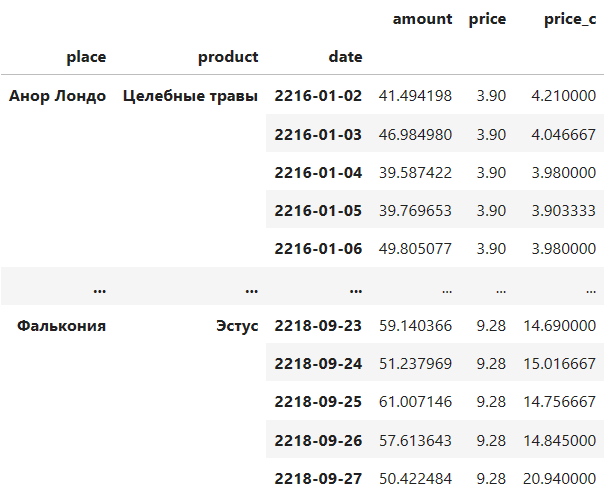 amount price price_c
place product date
Анор Лондо Целебные травы 2216-01-02 41.494198 3.90 4.210000
2216-01-03 46.984980 3.90 4.046667
2216-01-04 39.587422 3.90 3.980000
2216-01-05 39.769653 3.90 3.903333
2216-01-06 49.805077 3.90 3.980000
... ... ... ... ... ...
Фалькония Эстус 2218-09-23 59.140366 9.28 14.690000
2218-09-24 51.237969 9.28 15.016667
2218-09-25 61.007146 9.28 14.756667
2218-09-26 57.613643 9.28 14.845000
2218-09-27 50.422484 9.28 20.940000